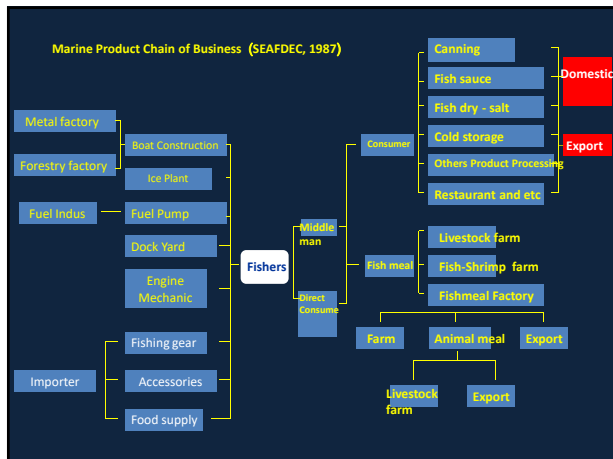 Marine Product Chain of Business (SEAFDEC, 1987)
Metal factory
Forestry factory
Fuel Indus
Importer
Boat Construction
Ice Plant
Fuel Pump
Dock Yard
Engine
Mechanic
Fishing gear
Accessories
Food supply
Fishers
Middle
man
Direct
Consume
Consumer
Fish meal
Canning
Fish sauce
Fish dry - salt
Cold storage
Others Product Processing
Restaurant and etc
Domestic
Export
Livestock farm
Fish-Shrimp farm
Fishmeal Factory
Farm
Animal meal
Export
Livestock
farm
Export